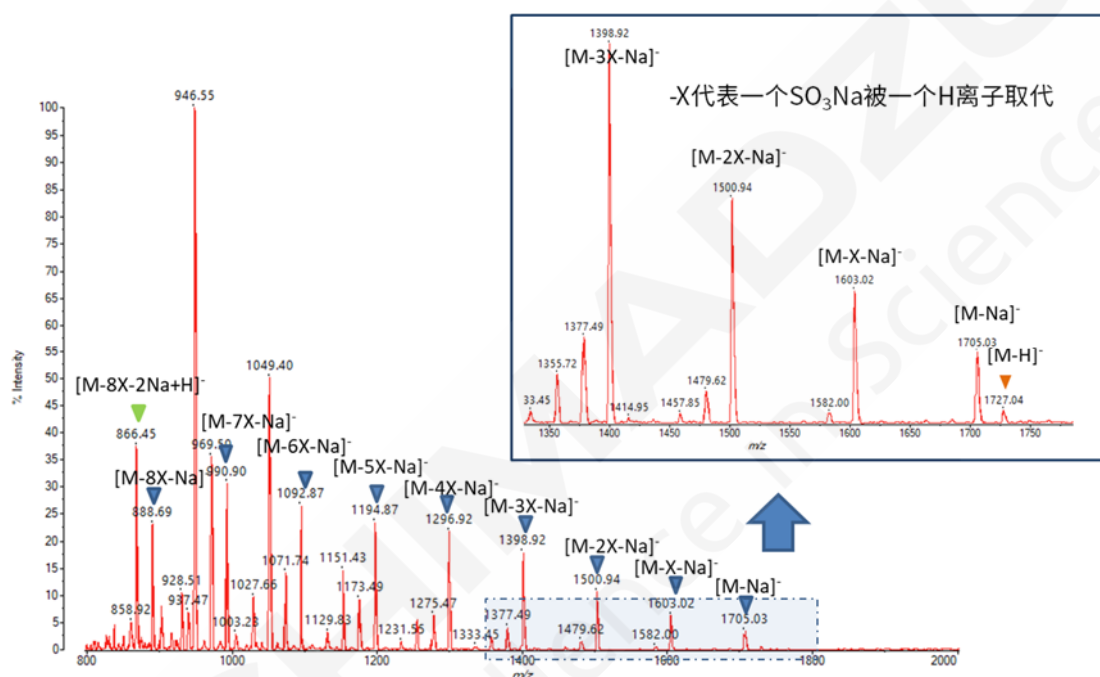 1398.92
[M-3X-Na]⁻
-X代表一个SO₃Na被一个H离子取代
[M-2X-Na]⁻
1500.94
[M-X-Na]⁻
1603.02
[M-Na]⁻
1705.03
[M-H]⁻
1727.04
1377.49
1355.72
33.45
1414.95
1457.85
1479.62
1582.00
1350 1400 1450 1500 1550 1600 1650 1700 1750
m/z
946.55
100
95
90
85
80
75
70
65
60
55
50
45
40
35
30
25
20
15
10
5
0
% Intensity
1049.40
[M-8X-2Na+H]⁻
866.45
969.50
[M-7X-Na]⁻
990.90
[M-6X-Na]⁻
1092.87
[M-8X-Na]⁻
888.69
[M-5X-Na]⁻
1194.87
[M-4X-Na]⁻
1296.92
[M-3X-Na]⁻
1398.92
[M-2X-Na]⁻
1500.94
[M-X-Na]⁻
1603.02
[M-Na]⁻
1705.03
928.51
937.47
858.92
1003.23
1027.66
1071.74
1129.83
1151.43
1173.49
1231.55
1275.47
1333.45
1377.49
1479.62
1582.00
800 1000 1200 1400 1600 1800 2000
m/z
SHIMADZU
Science